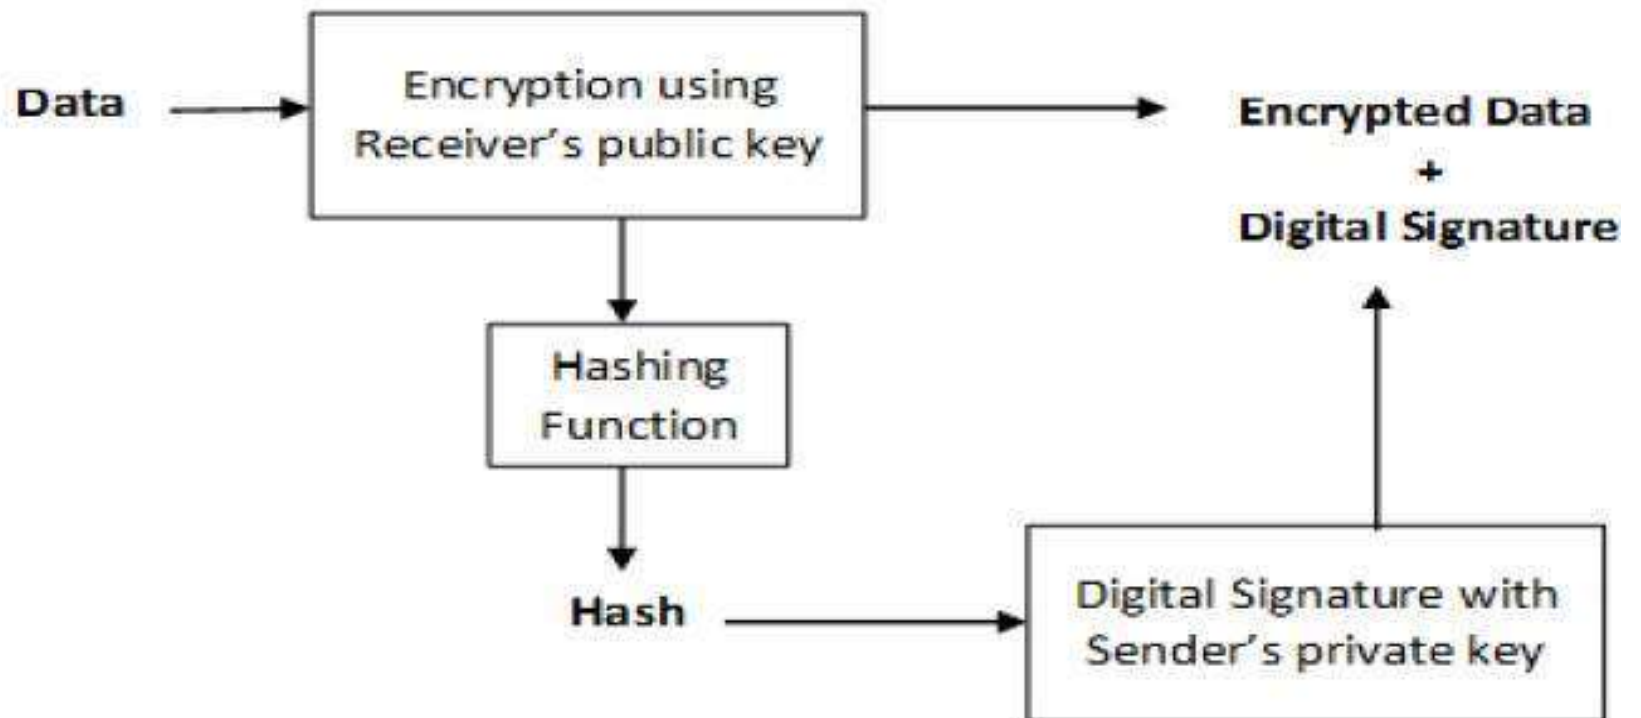 Data
Encryption using
Receiver’s public key
Encrypted Data
+
Digital Signature
Hashing
Function
Hash
Digital Signature with
Sender’s private key